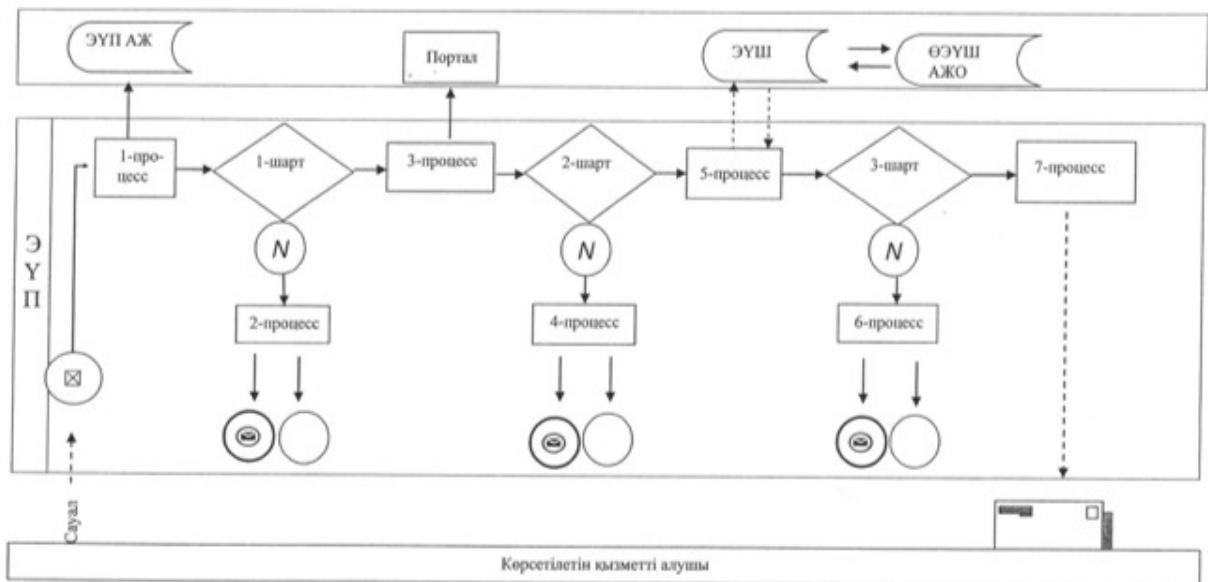 ЭҮП АЖ
Портал
ЭҮШ
ӨЭҮШ
АЖО
1-про-
цесс
1-шарт
3-процесс
2-шарт
5-процесс
3-шарт
7-процесс
N
N
N
2-процесс
4-процесс
6-процесс
ЭҮП
Сауал
Көрсетілетін қызметті алушы